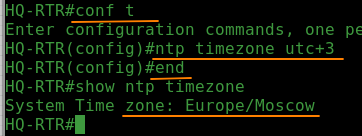 HQ-RTR#conf t
Enter configuration commands, one pe
HQ-RTR(config)#ntp timezone utc+3
HQ-RTR(config)#end
HQ-RTR#show ntp timezone
System Time zone: Europe/Moscow
HQ-RTR#